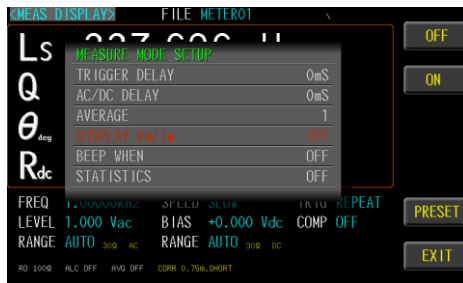 <MEAS DISPLAY> FILE METER01
OFF
Ls
MEASURE MODE SETUP
TRIGGER DELAY 0mS
Q
ON
AC/DC DELAY 0mS
AVERAGE 1
θ deg
DISPLAY Vm/Im OFF
BEEP WHEN OFF
Rdc
STATISTICS OFF
FREQ 1.00000kHz SPEED SLOW TRIG REPEAT
PRESET
LEVEL 1.000 Vac BIAS +0.000 Vdc COMP OFF
RANGE AUTO 30Ω AC RANGE AUTO 30Ω DC
EXIT
RO 100Ω ALC OFF AVG OFF CORR 0.75m,SHORT